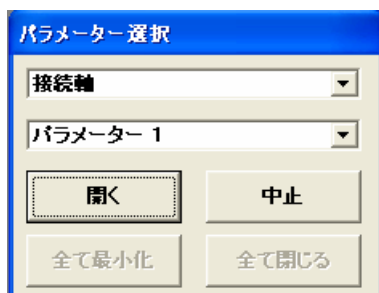 パラメーター選択
接続軸
パラメーター 1
開く 中止
全て最小化 全て閉じる